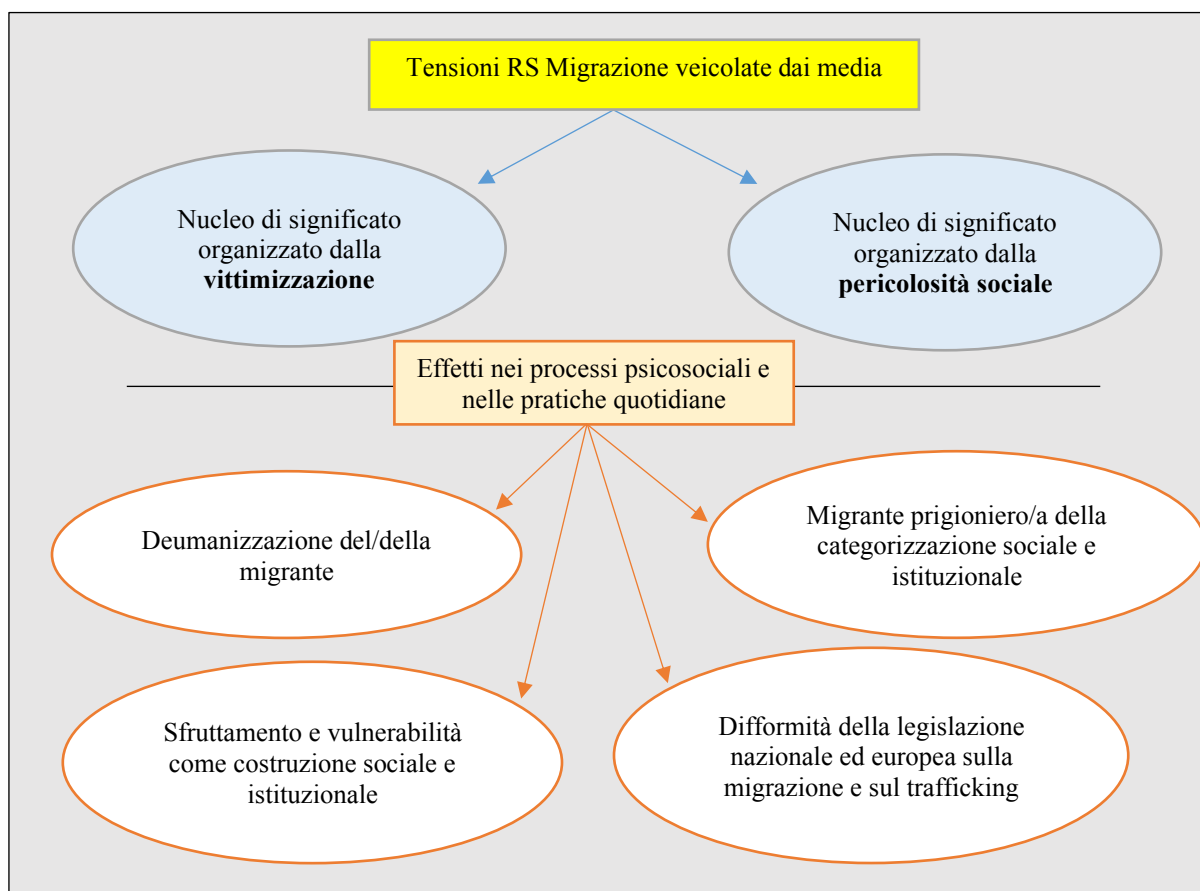 Tensioni RS Migrazione veicolate dai media
Nucleo di significato
organizzato dalla
vittimizzazione
Nucleo di significato
organizzato dalla
pericolosità sociale
Effetti nei processi psicosociali e
nelle pratiche quotidiane
Deumanizzazione del/della
migrante
Migrante prigioniero/a della
categorizzazione sociale e
istituzionale
Sfruttamento e vulnerabilità
come costruzione sociale e
istituzionale
Difformità della legislazione
nazionale ed europea sulla
migrazione e sul trafficking